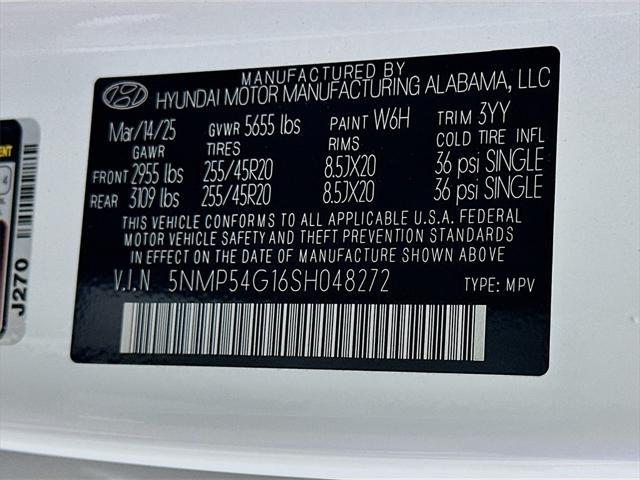 MANUFACTURED BY
HYUNDAI MOTOR MANUFACTURING ALABAMA, LLC
Mar/14/25 GVWR 5655 lbs PAINT W6H TRIM 3YY
GAWR TIRES RIMS COLD TIRE INFL
FRONT 2955 lbs 255/45R20 8.5JX20 36 psi SINGLE
REAR 3109 lbs 255/45R20 8.5JX20 36 psi SINGLE
THIS VEHICLE CONFORMS TO ALL APPLICABLE U.S.A. FEDERAL
MOTOR VEHICLE SAFETY AND THEFT PREVENTION STANDARDS
IN EFFECT ON THE DATE OF MANUFACTURE SHOWN ABOVE.
V.I.N 5NMP54G16SH048272 TYPE: MPV
J270